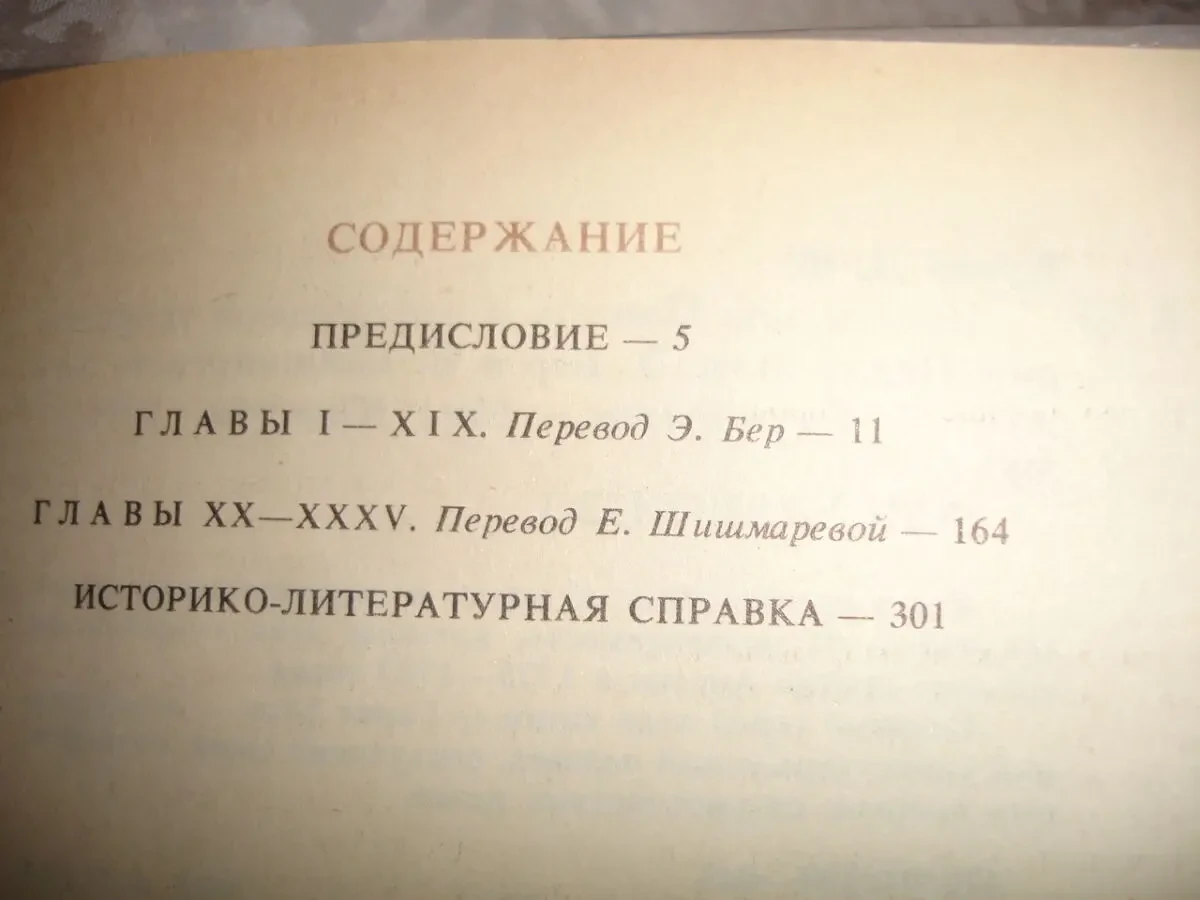 СОДЕРЖАНИЕ
ПРЕДИСЛОВИЕ — 5
ГЛАВЫ I — XIX. Перевод Э. Бер — 11
ГЛАВЫ XX—XXXV. Перевод Е. Шишмаревой — 164
ИСТОРИКО-ЛИТЕРАТУРНАЯ СПРАВКА — 301